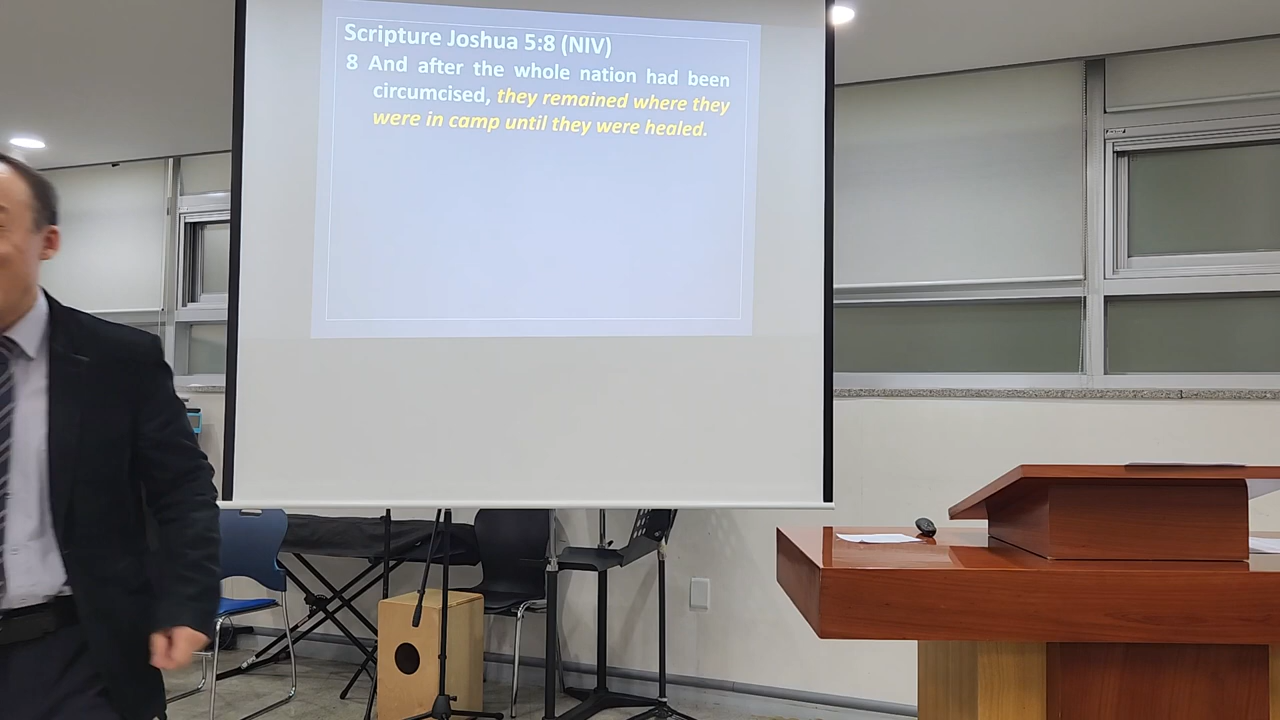 Scripture Joshua 5:8 (NIV)
8 And after the whole nation had been
circumcised, they remained where they
were in camp until they were healed.